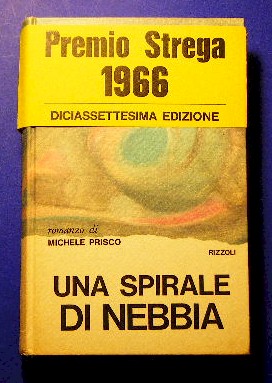 Premio Strega
1966
DICIASSETTESIMA EDIZIONE
romanzo di
MICHELE PRISCO
RIZZOLI
UNA SPIRALE
DI NEBBIA